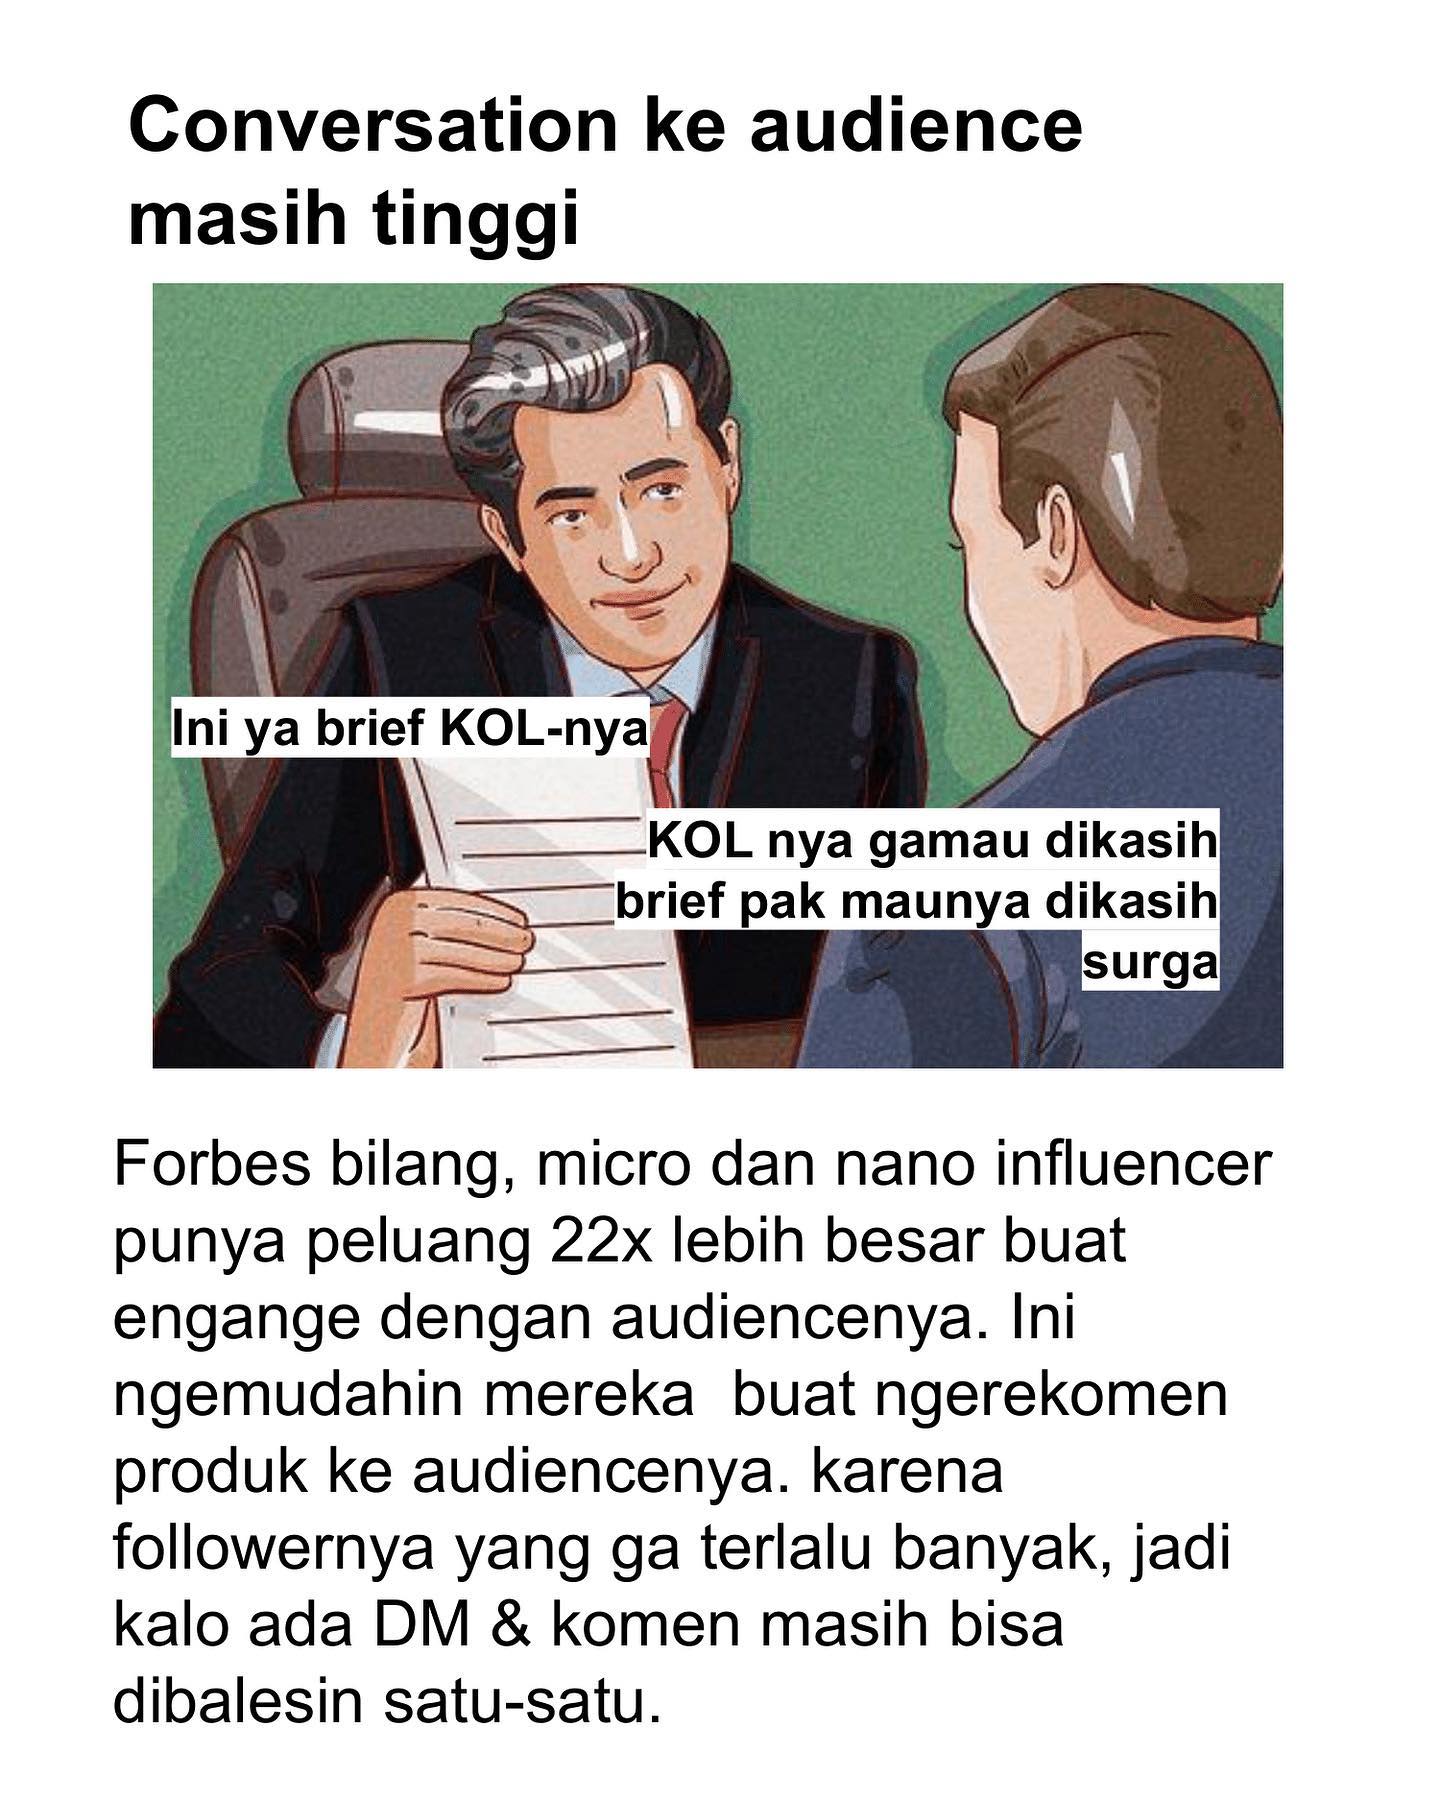 Conversation ke audience
masih tinggi
Ini ya brief KOL-nya
KOL nya gamau dikasih
brief pak maunya dikasih
surga
Forbes bilang, micro dan nano influencer
punya peluang 22x lebih besar buat
engange dengan audiencenya. Ini
ngemudahin mereka  buat ngerekomen
produk ke audiencenya. karena
followernya yang ga terlalu banyak, jadi
kalo ada DM & komen masih bisa
dibalesin satu-satu.